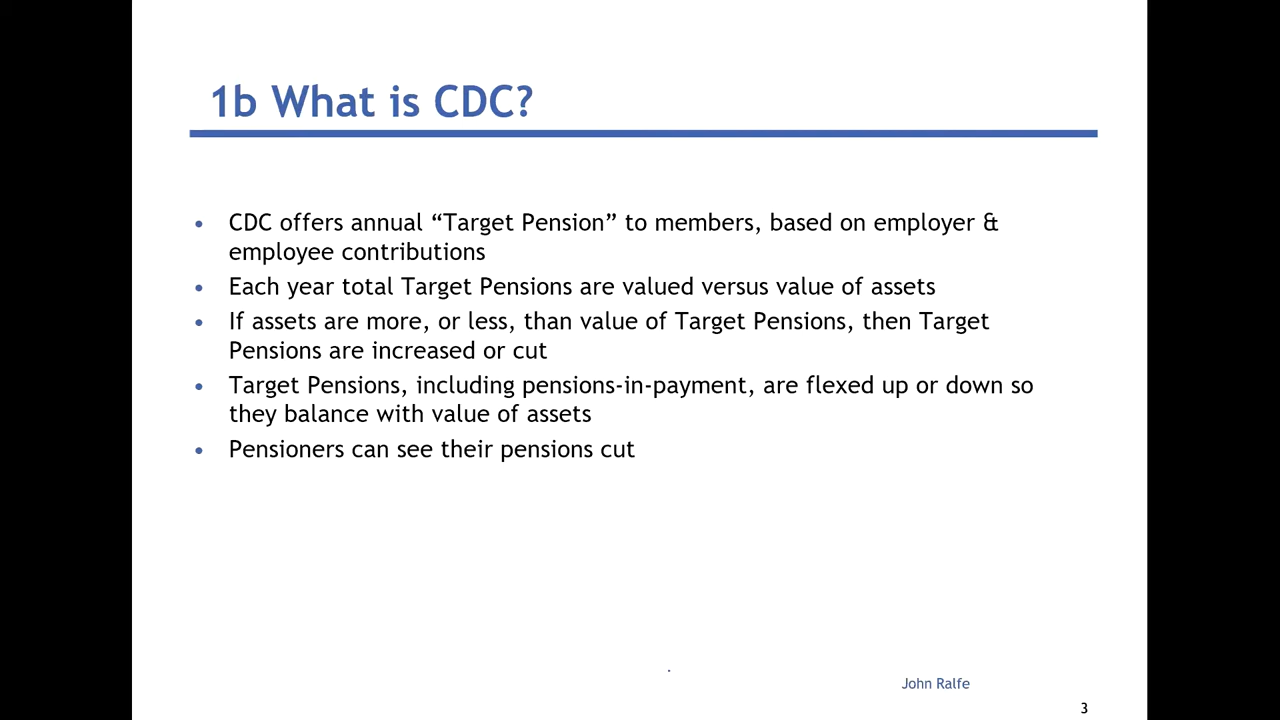 1b What is CDC?
• CDC offers annual “Target Pension” to members, based on employer &
employee contributions
• Each year total Target Pensions are valued versus value of assets
• If assets are more, or less, than value of Target Pensions, then Target
Pensions are increased or cut
• Target Pensions, including pensions-in-payment, are flexed up or down so
they balance with value of assets
• Pensioners can see their pensions cut
.
John Ralfe
3